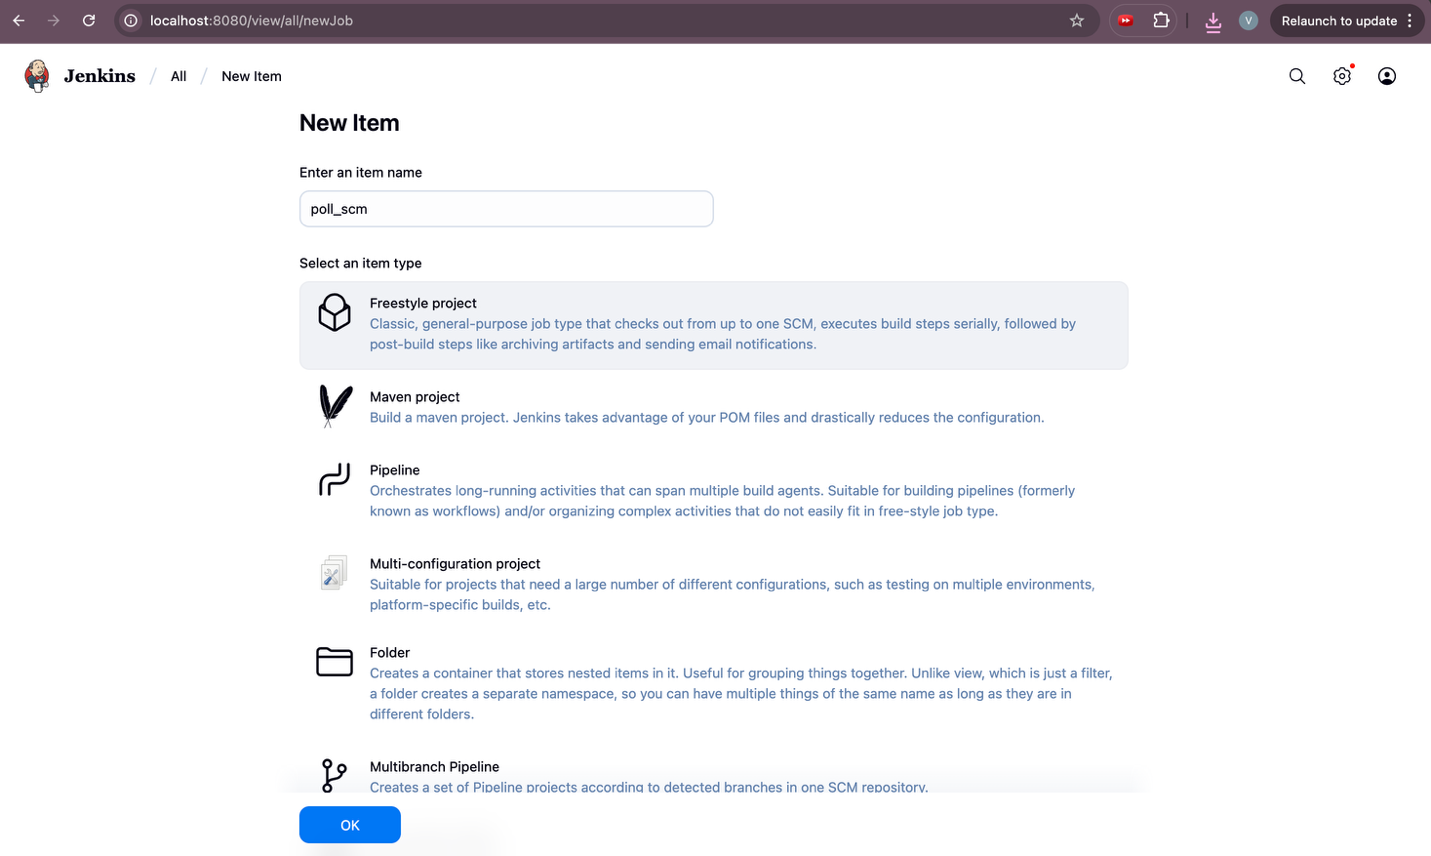 localhost:8080/view/all/newJob
V
Relaunch to update
Jenkins / All / New Item
New Item
Enter an item name
poll_scm
Select an item type
Freestyle project
Classic, general-purpose job type that checks out from up to one SCM, executes build steps serially, followed by
post-build steps like archiving artifacts and sending email notifications.
Maven project
Build a maven project. Jenkins takes advantage of your POM files and drastically reduces the configuration.
Pipeline
Orchestrates long-running activities that can span multiple build agents. Suitable for building pipelines (formerly
known as workflows) and/or organizing complex activities that do not easily fit in free-style job type.
Multi-configuration project
Suitable for projects that need a large number of different configurations, such as testing on multiple environments,
platform-specific builds, etc.
Folder
Creates a container that stores nested items in it. Useful for grouping things together. Unlike view, which is just a filter,
a folder creates a separate namespace, so you can have multiple things of the same name as long as they are in
different folders.
Multibranch Pipeline
Creates a set of Pipeline projects according to detected branches in one SCM repository.
OK